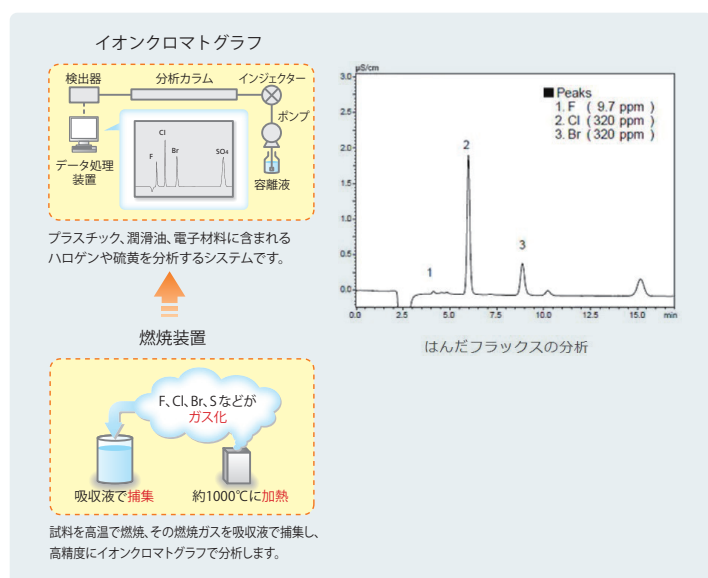 イオンクロマトグラフ
検出器
分析カラム
インジェクター
ポンプ
データ処理
装置
Cl
F
Br
SO4
容離液
プラスチック、潤滑油、電子材料に含まれる
ハロゲンや硫黄を分析するシステムです。
燃焼装置
F、Cl、Br、Sなどが
ガス化
吸収液で捕集
約1000℃に加熱
試料を高温で燃焼、その燃焼ガスを吸収液で捕集し、
高精度にイオンクロマトグラフで分析します。
µS/cm
3.0
2.5
2.0
1.5
1.0
0.5
0.0
■ Peaks
1. F ( 9.7 ppm )
2. Cl (320 ppm )
3. Br (320 ppm )
2
3
1
0.0 2.5 5.0 7.5 10.0 12.5 15.0 min
はんだフラックスの分析